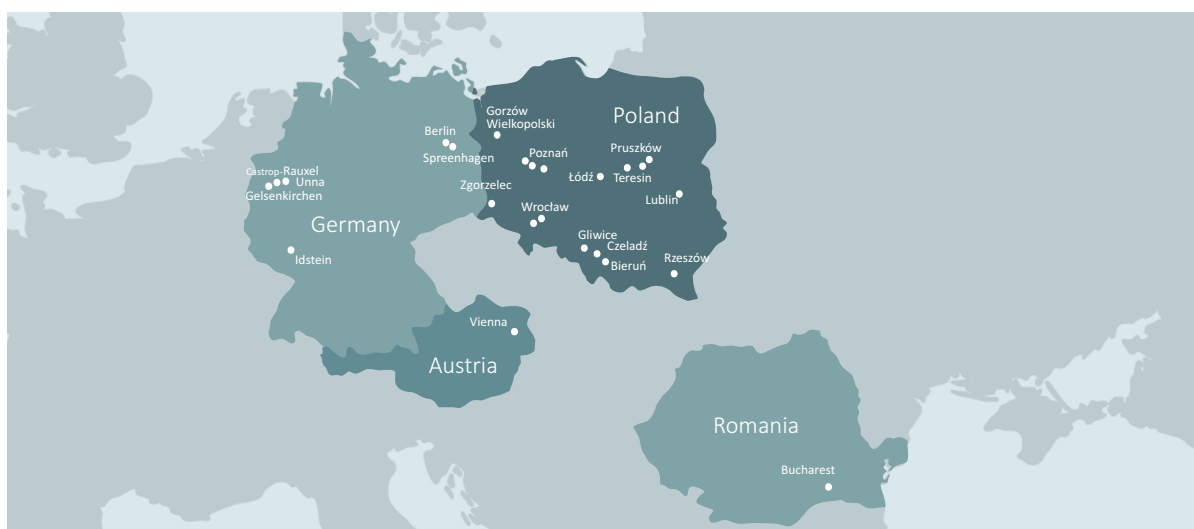 Gorzów
Wielkopolski
Poland
Berlin
Spreenhagen
Poznań
Pruszków
Castrop-Rauxel
Unna
Gelsenkirchen
Zgorzelec
Łódź
Teresin
Lublin
Wrocław
Germany
Gliwice
Czeladź
Idstein
Bieruń
Rzeszów
Vienna
Austria
Romania
Bucharest